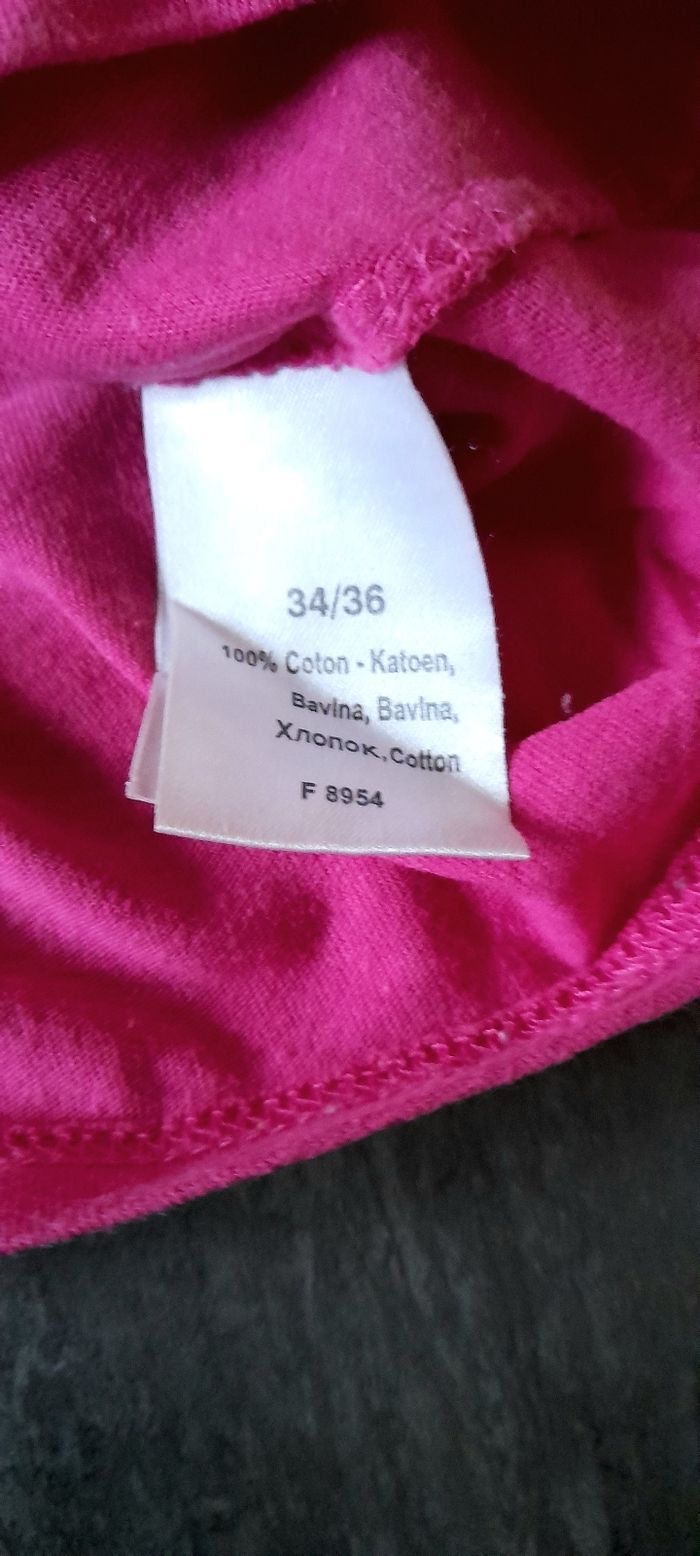 34/36
100% Coton - Katoen,
Bavlna, Bavlna,
Хлопок, Cotton
F 8954